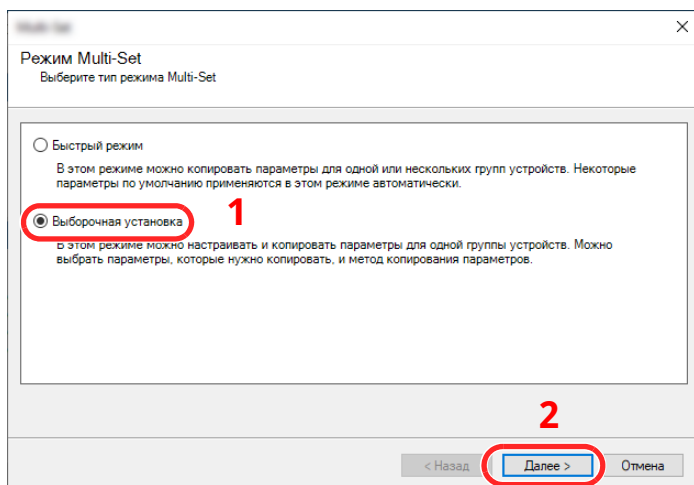 Multi-Set
Режим Multi-Set
Выберите тип режима Multi-Set
Быстрый режим
В этом режиме можно копировать параметры для одной или нескольких групп устройств. Некоторые
параметры по умолчанию применяются в этом режиме автоматически.
1
Выборочная установка
В этом режиме можно настраивать и копировать параметры для одной группы устройств. Можно
выбрать параметры, которые нужно копировать, и метод копирования параметров.
2
< Назад
Далее >
Отмена